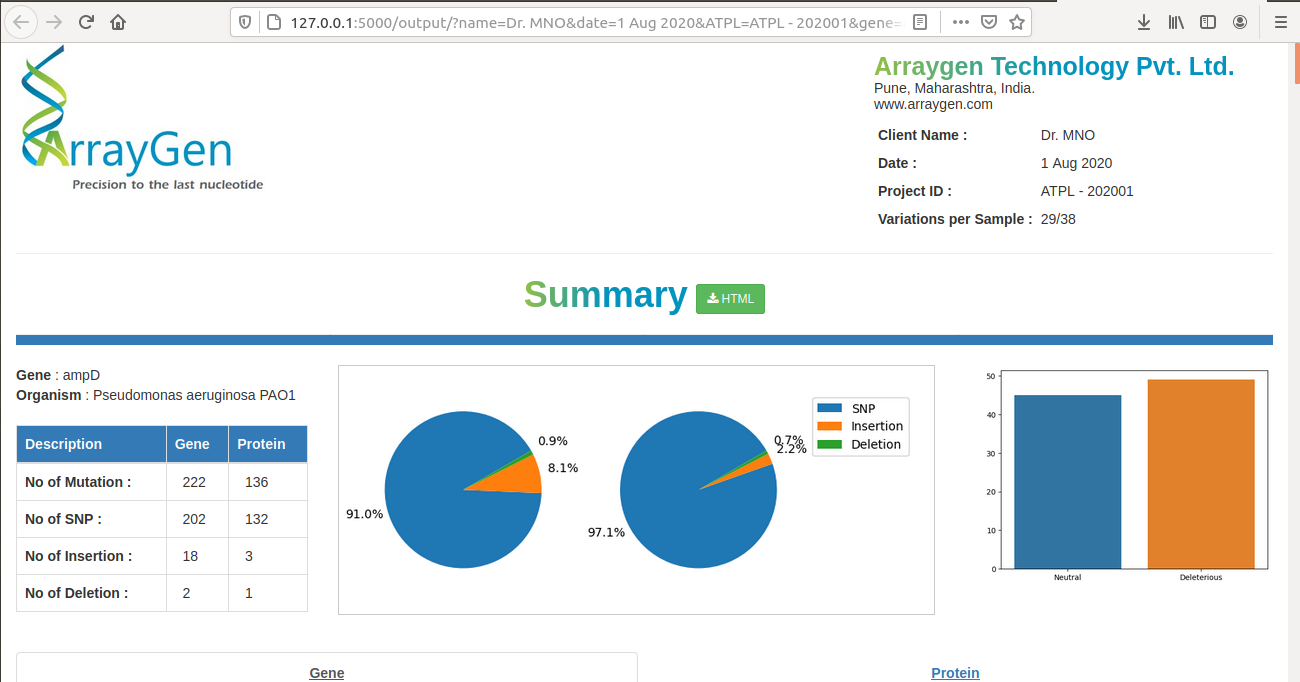 127.0.0.1:5000/output/?name=Dr. MNO&date=1 Aug 2020&ATPL=ATPL - 202001&gene=
ArrayGen
Precision to the last nucleotide
Arraygen Technology Pvt. Ltd.
Pune, Maharashtra, India.
www.arraygen.com
Client Name : Dr. MNO
Date : 1 Aug 2020
Project ID : ATPL - 202001
Variations per Sample : 29/38
Summary HTML
Gene : ampD
Organism : Pseudomonas aeruginosa PAO1
Description Gene Protein
No of Mutation : 222 136
No of SNP : 202 132
No of Insertion : 18 3
No of Deletion : 2 1
0.9%
8.1%
91.0%
0.7%
2.2%
97.1%
SNP
Insertion
Deletion
50
40
30
20
10
0
Neutral Deleterious
Gene Protein